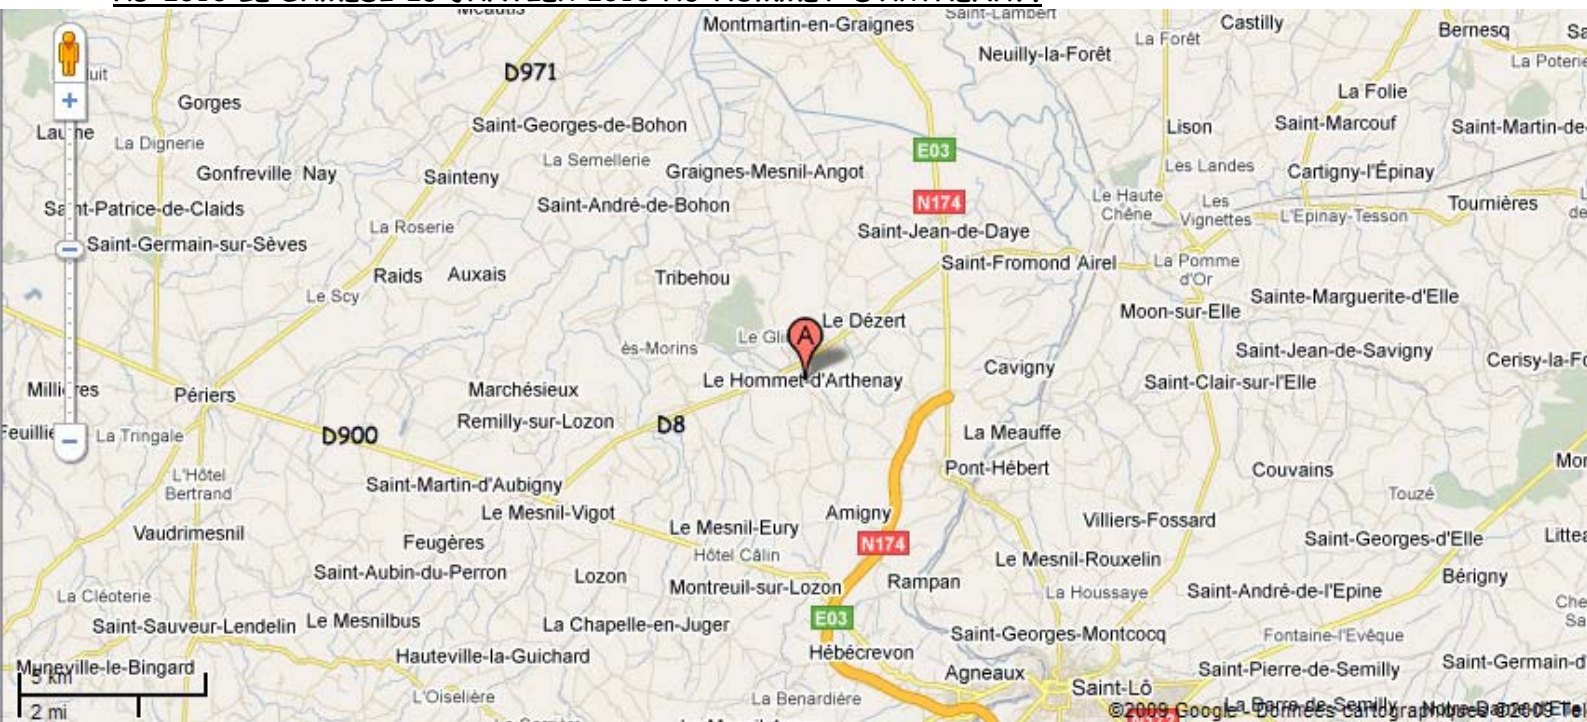 Montmartin-en-Graignes
Saint-Lambert
Castilly
Bernesq
La Forêt
Neuilly-la-Forêt
La Poterie
D971
Gorges
La Folie
Saint-Georges-de-Bohon
Lison
Saint-Marcouf
Saint-Martin-de-
La Dignerie
La Semellerie
E03
Gonfreville Nay
Sainteny
Graignes-Mesnil-Angot
Les Landes
Cartigny-l'Épinay
Saint-Patrice-de-Claids
Saint-André-de-Bohon
N174
Le Haute
Chêne
Les
Vignettes
L'Epinay-Tesson
Tournières
Saint-Germain-sur-Sèves
La Roserie
Saint-Jean-de-Daye
Raids
Auxais
Tribehou
Saint-Fromond
Airel
La Pomme
d'Or
Le Scy
Moon-sur-Elle
Sainte-Marguerite-d'Elle
A
Le Dézert
ès-Morins
Saint-Jean-de-Savigny
Cerisy-la-Fo
Périers
Marchésieux
Le Hommet-d'Arthenay
Cavigny
Saint-Clair-sur-l'Elle
La Tringale
D900
Remilly-sur-Lozon
D8
La Meauffe
L'Hôtel
Bertrand
Saint-Martin-d'Aubigny
Pont-Hébert
Couvains
Touzé
Vaudrimesnil
Le Mesnil-Vigot
Le Mesnil-Eury
Amigny
Villiers-Fossard
Feugères
Hôtel Câlin
N174
Saint-Georges-d'Elle
Saint-Aubin-du-Perron
Lozon
Montreuil-sur-Lozon
Rampan
Le Mesnil-Rouxelin
Bérigny
La Cléoterie
E03
La Houssaye
Saint-André-de-l'Epine
Saint-Sauveur-Lendelin
Le Mesnilbus
La Chapelle-en-Juger
Saint-Georges-Montcocq
Fontaine-l'Evêque
Muneville-le-Bingard
Hauteville-la-Guichard
Hébécrevon
Agneaux
Saint-Pierre-de-Semilly
Saint-Germain-d
5 km
L'Oiselière
La Benardière
Saint-Lô
La Barre-de-Semilly
2 mi
©2009 Google - Données cartographiques ©2009 Tel